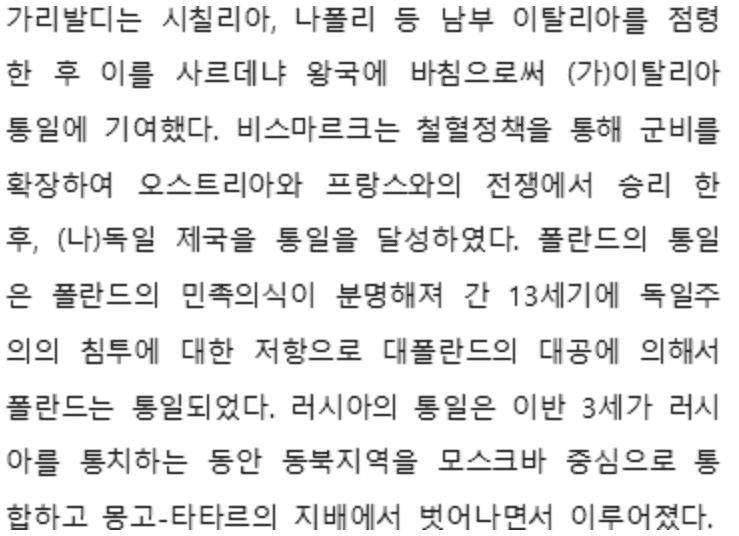 가리발디는 시칠리아, 나폴리 등 남부 이탈리아를 점령
한 후 이를 사르데냐 왕국에 바침으로써 (가)이탈리아
통일에 기여했다. 비스마르크는 철혈정책을 통해 군비를
확장하여 오스트리아와 프랑스와의 전쟁에서 승리 한
후, (나)독일 제국을 통일을 달성하였다. 폴란드의 통일
은 폴란드의 민족의식이 분명해져 간 13세기에 독일주
의의 침투에 대한 저항으로 대폴란드의 대공에 의해서
폴란드는 통일되었다. 러시아의 통일은 이반 3세가 러시
아를 통치하는 동안 동북지역을 모스크바 중심으로 통
합하고 몽고-타타르의 지배에서 벗어나면서 이루어졌다.